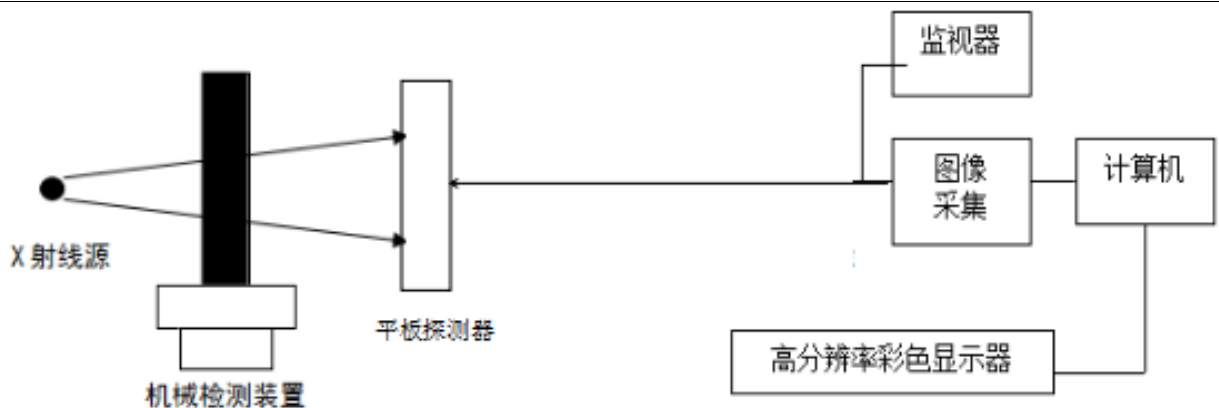 监视器
图像
采集
计算机
X 射线源
平板探测器
高分辨率彩色显示器
机械检测装置